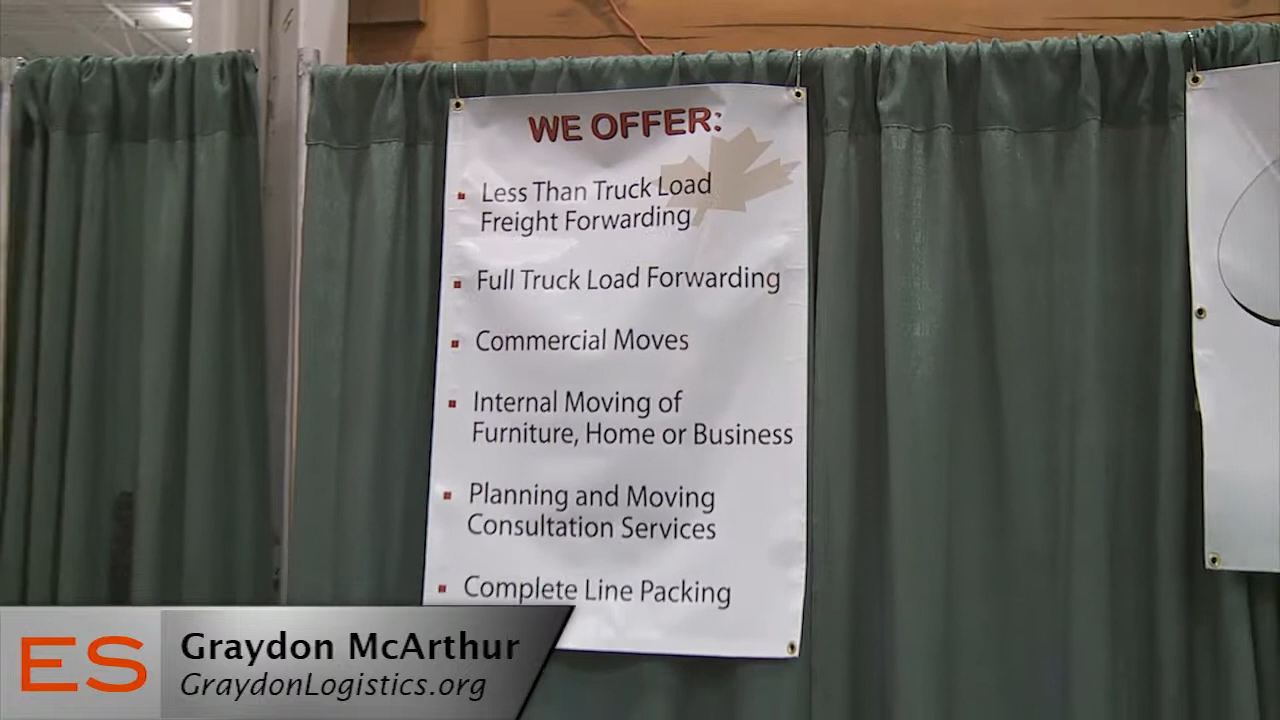 WE OFFER:
Less Than Truck Load
Freight Forwarding
Full Truck Load Forwarding
Commercial Moves
Internal Moving of
Furniture, Home or Business
Planning and Moving
Consultation Services
Complete Line Packing
ES
Graydon McArthur
GraydonLogistics.org